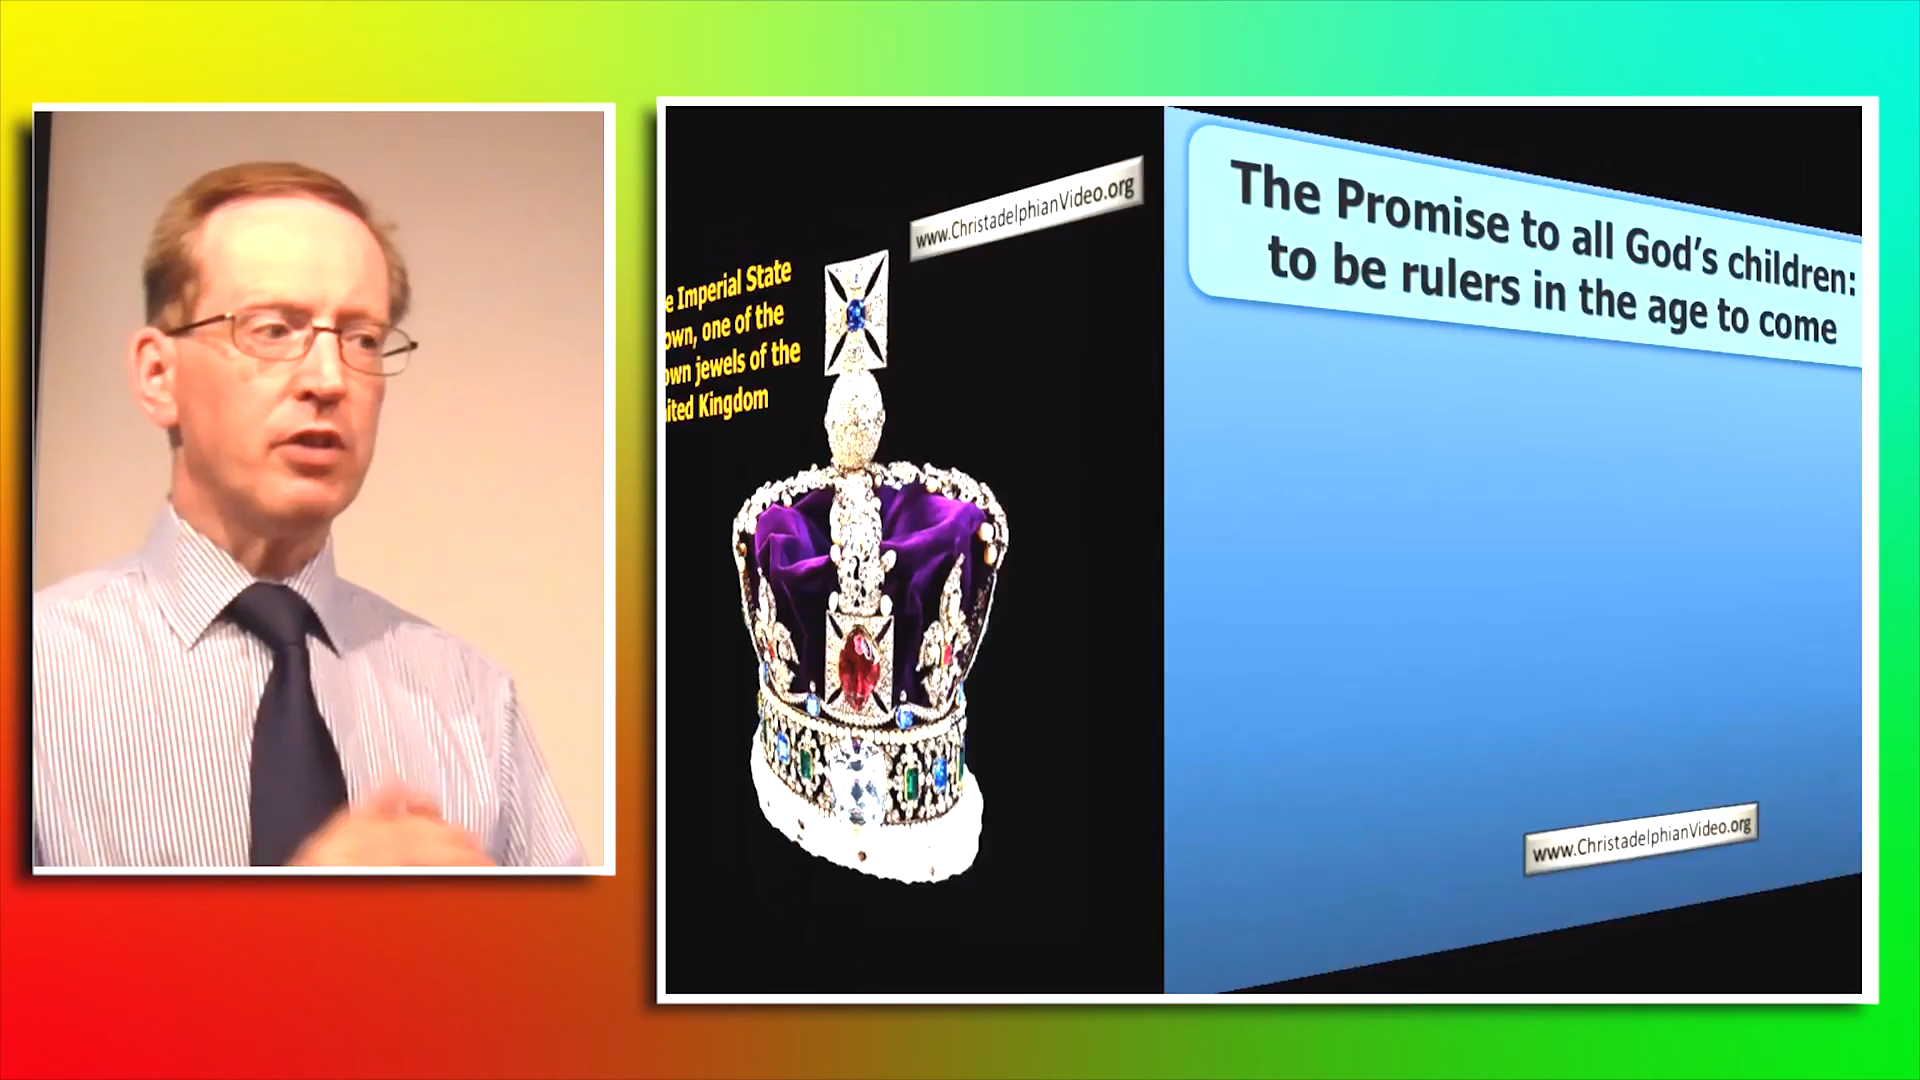 www.ChristadelphianVideo.org
e Imperial State
own, one of the
own jewels of the
ited Kingdom
The Promise to all God's children:
to be rulers in the age to come
www.ChristadelphianVideo.org